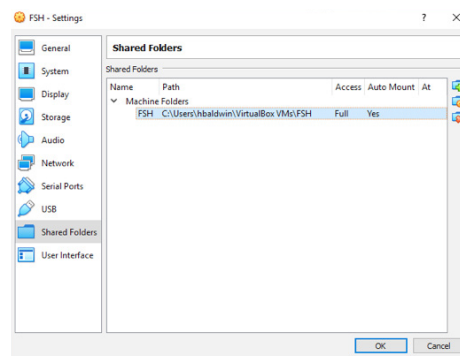 FSH - Settings
?
General
System
Display
Storage
Audio
Network
Serial Ports
USB
Shared Folders
User Interface
Shared Folders
Shared Folders
Name Path Access Auto Mount At
Machine Folders
FSH C:\Users\hbaldwin\VirtualBox VMs\FSH Full Yes
OK Cancel